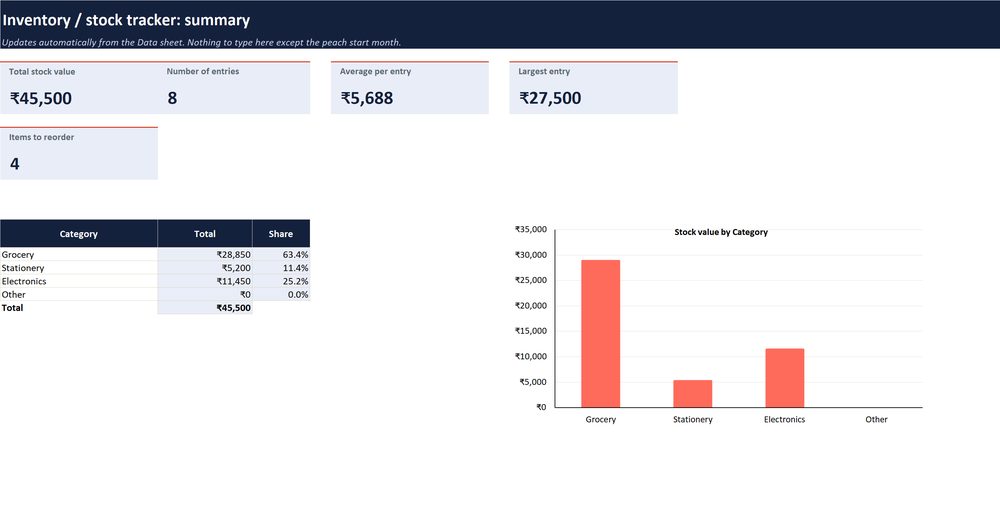 Inventory / stock tracker: summary
Updates automatically from the Data sheet. Nothing to type here except the peach start month.
Total stock value Number of entries Average per entry Largest entry
₹45,500 8 ₹5,688 ₹27,500
Items to reorder
4
Category Total Share
Grocery ₹28,850 63.4%
Stationery ₹5,200 11.4%
Electronics ₹11,450 25.2%
Other ₹0 0.0%
Total ₹45,500
Stock value by Category
₹35,000
₹30,000
₹25,000
₹20,000
₹15,000
₹10,000
₹5,000
₹0
Grocery Stationery Electronics Other